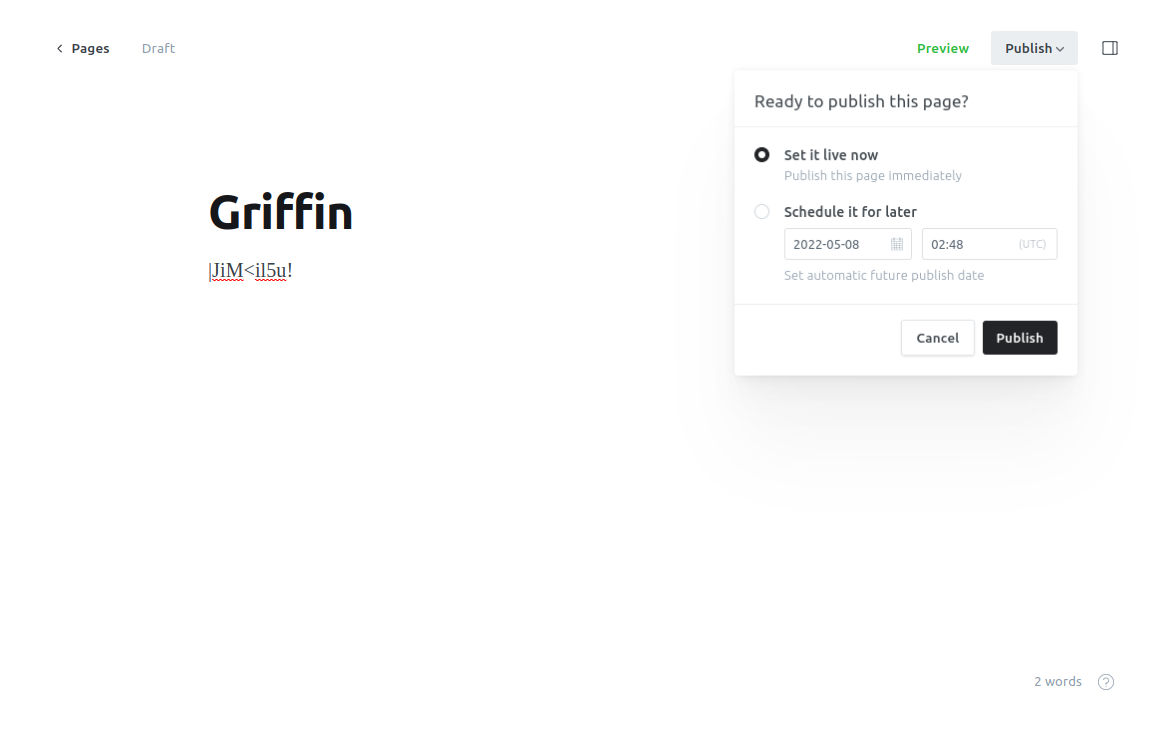 Pages Draft Preview Publish
Ready to publish this page?
Set it live now
Publish this page immediately
Schedule it for later
2022-05-08 02:48 (UTC)
Set automatic future publish date
Cancel Publish
Griffin
JiM<il5u!
2 words ?